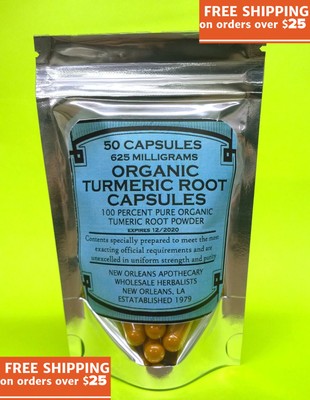 FREE SHIPPING
on orders over $25
50 CAPSULES
625 MILLIGRAMS
ORGANIC
TURMERIC ROOT
CAPSULES
100 PERCENT PURE ORGANIC
TUMERIC ROOT POWDER
EXPIRES 12/2020
Contents specially prepared to meet the most
exacting official requirements and are
unexcelled in uniform strength and purity
NEW ORLEANS APOTHECARY
WHOLESALE HERBALISTS
NEW ORLEANS, LA
ESTATABLISHED 1979
FREE SHIPPING
on orders over $25